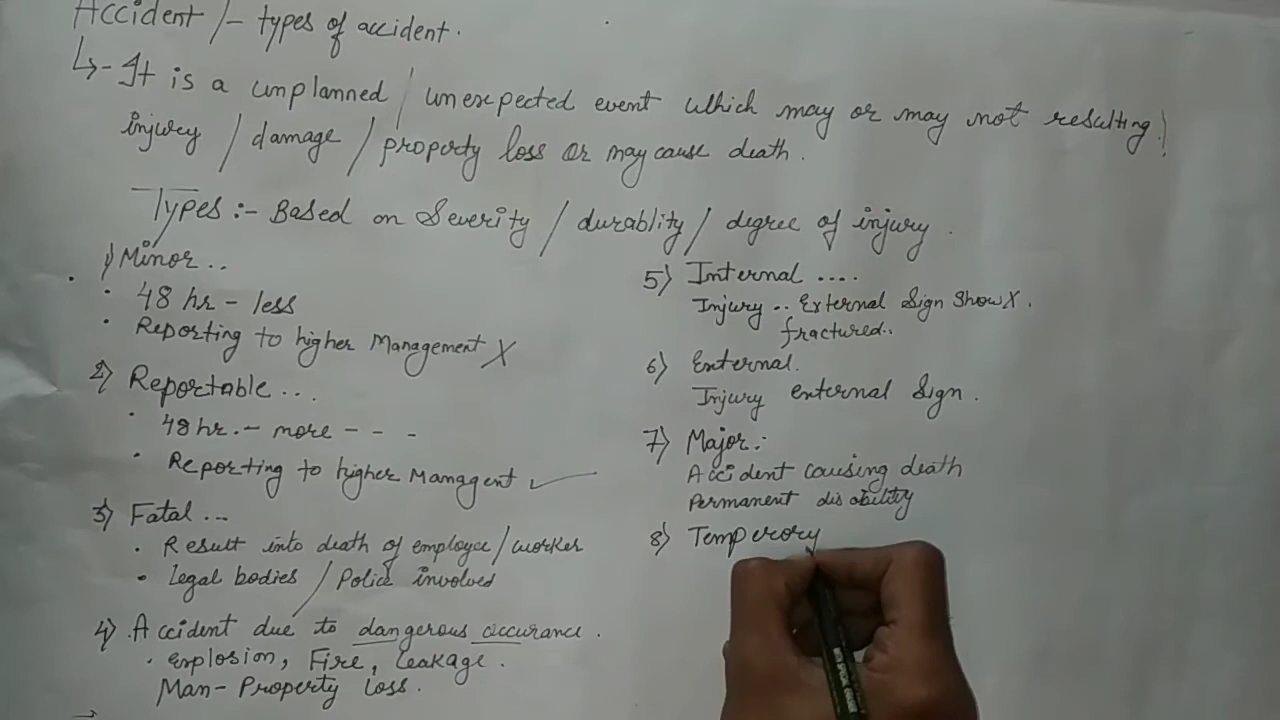 Accident /- types of accident.
↳- It is a unplanned / unexpected event which may or may not resulting!
injury / damage / property loss or may cause death.
Types :- Based on Severity / durablity / degree of injury.
1) Minor..
• 48 hr - less
• Reporting to higher Management X
2) Reportable ...
• 48 hr. - more - - -
• Reporting to higher Managent ✓
3) Fatal ...
• Result into death of employee / worker
• Legal bodies / Police involved
4) Accident due to dangerous occurance.
• Explosion, Fire, Leakage.
Man - Property Loss.
5) Internal ....
Injury .. External Sign Show X.
fractured..
6) External.
Injury external Sign.
7) Major :-
Accident causing death
Permanent disability
8) Temperory